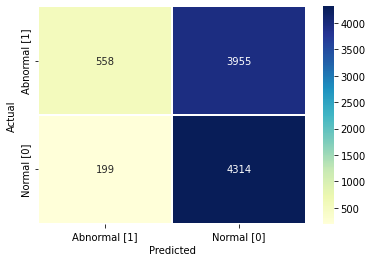 Actual
Abnormal [1]
Normal [0]
558 3955
199 4314
Abnormal [1] Normal [0]
Predicted
4000
3500
3000
2500
2000
1500
1000
500